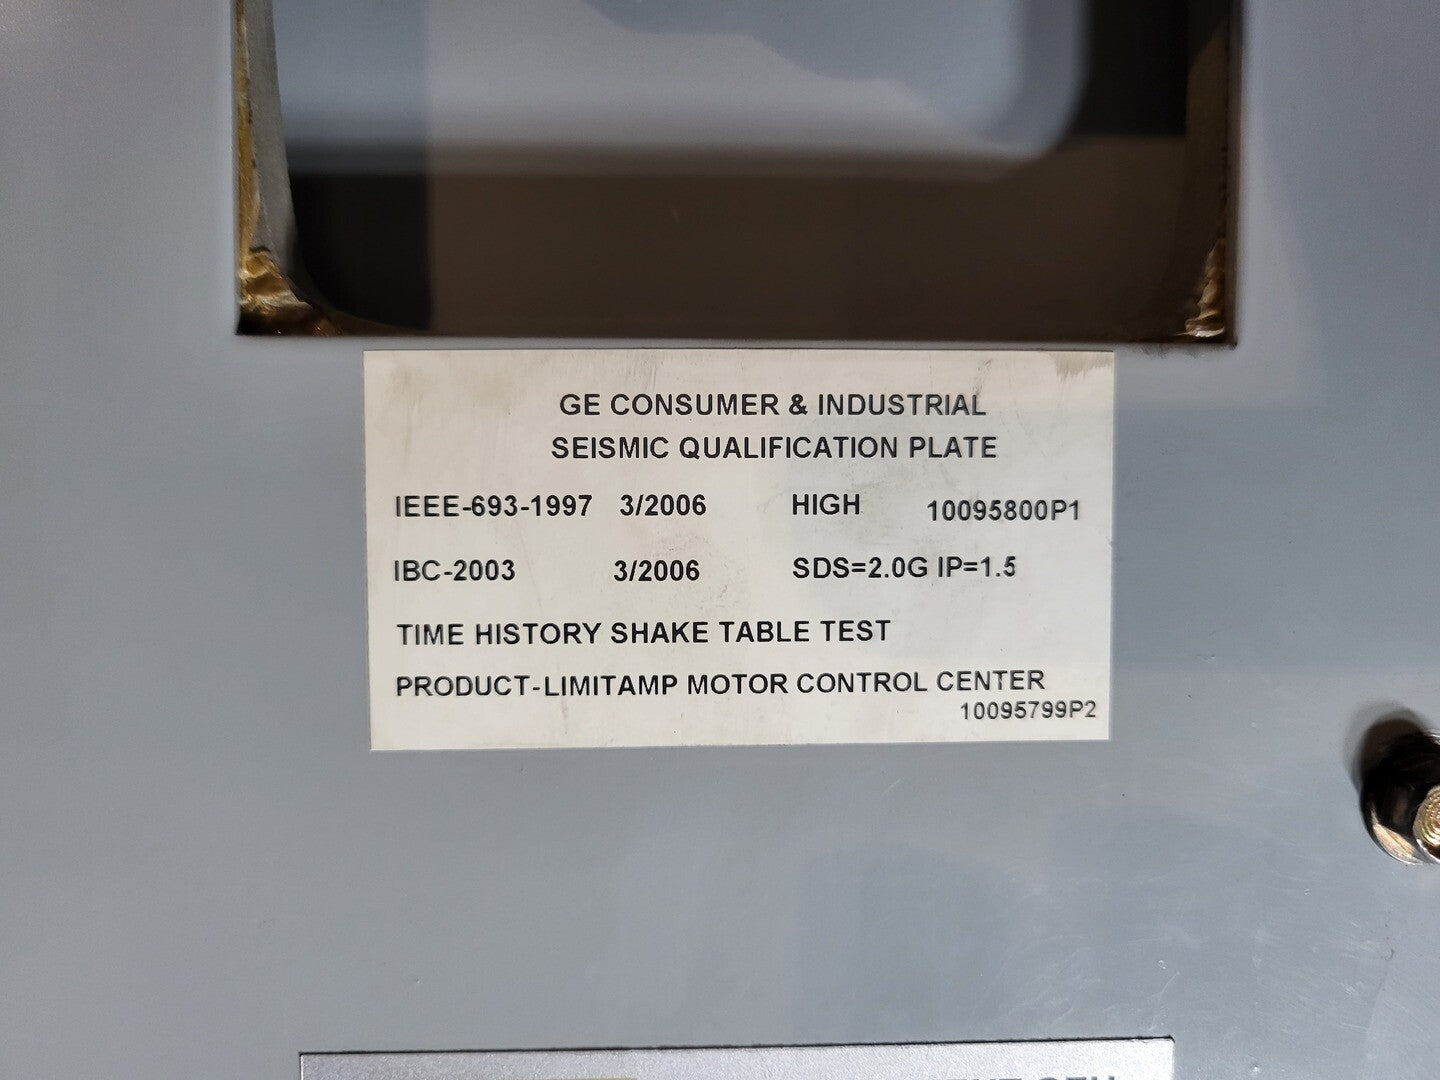 GE CONSUMER & INDUSTRIAL
SEISMIC QUALIFICATION PLATE
IEEE-693-1997 3/2006 HIGH 10095800P1
IBC-2003 3/2006 SDS=2.0G IP=1.5
TIME HISTORY SHAKE TABLE TEST
PRODUCT-LIMITAMP MOTOR CONTROL CENTER
10095799P2